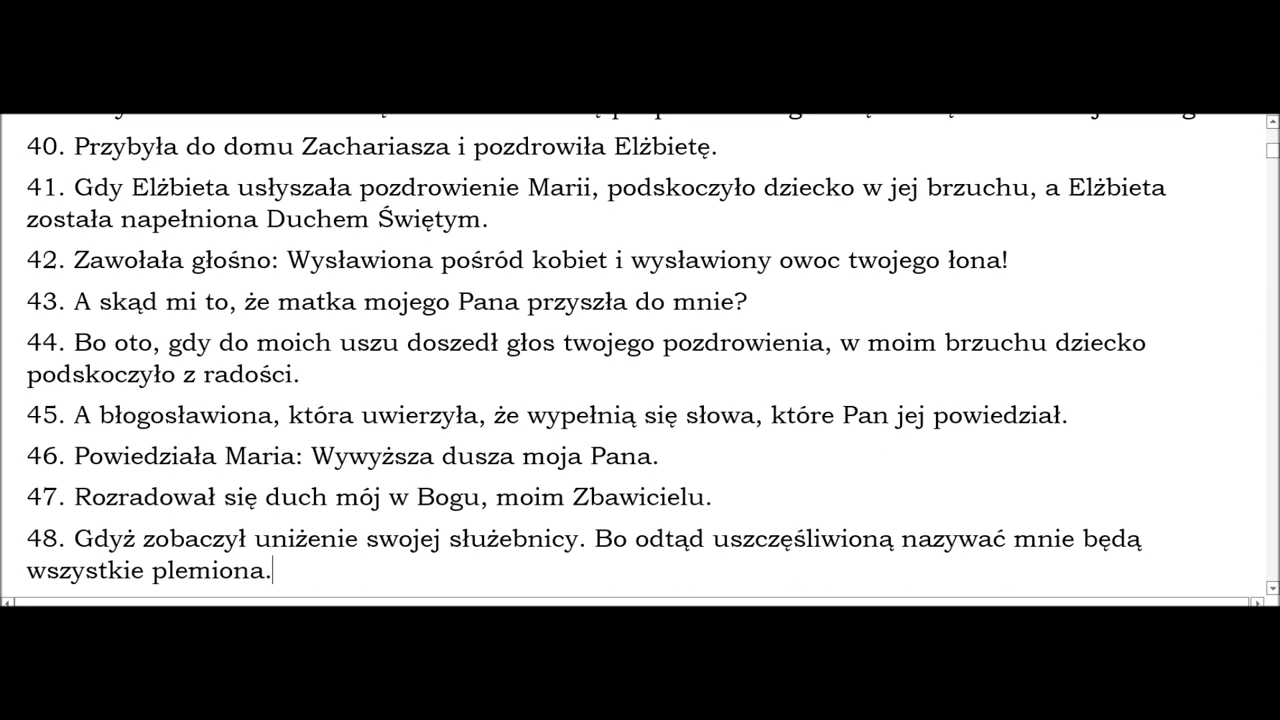 40. Przybyła do domu Zachariasza i pozdrowiła Elżbietę.
41. Gdy Elżbieta usłyszała pozdrowienie Marii, podskoczyło dziecko w jej brzuchu, a Elżbieta
została napełniona Duchem Świętym.
42. Zawołała głośno: Wysławiona pośród kobiet i wysławiony owoc twojego łona!
43. A skąd mi to, że matka mojego Pana przyszła do mnie?
44. Bo oto, gdy do moich uszu doszedł głos twojego pozdrowienia, w moim brzuchu dziecko
podskoczyło z radości.
45. A błogosławiona, która uwierzyła, że wypełnią się słowa, które Pan jej powiedział.
46. Powiedziała Maria: Wywyższa dusza moja Pana.
47. Rozradował się duch mój w Bogu, moim Zbawicielu.
48. Gdyż zobaczył uniżenie swojej służebnicy. Bo odtąd uszczęśliwioną nazywać mnie będą
wszystkie plemiona.